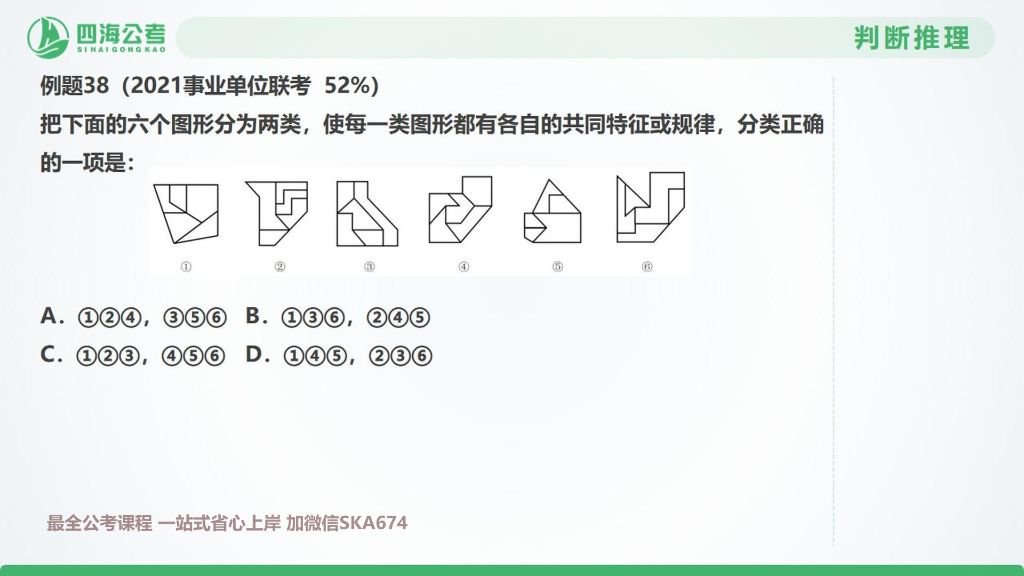 四海公考
SIHAIGONGKAO
判断推理
例题38（2021事业单位联考 52%）
把下面的六个图形分为两类，使每一类图形都有各自的共同特征或规律，分类正确
的一项是：
① ② ③ ④ ⑤ ⑥
A．①②④，③⑤⑥ B．①③⑥，②④⑤
C．①②③，④⑤⑥ D．①④⑤，②③⑥
最全公考课程 一站式省心上岸 加微信SKA674